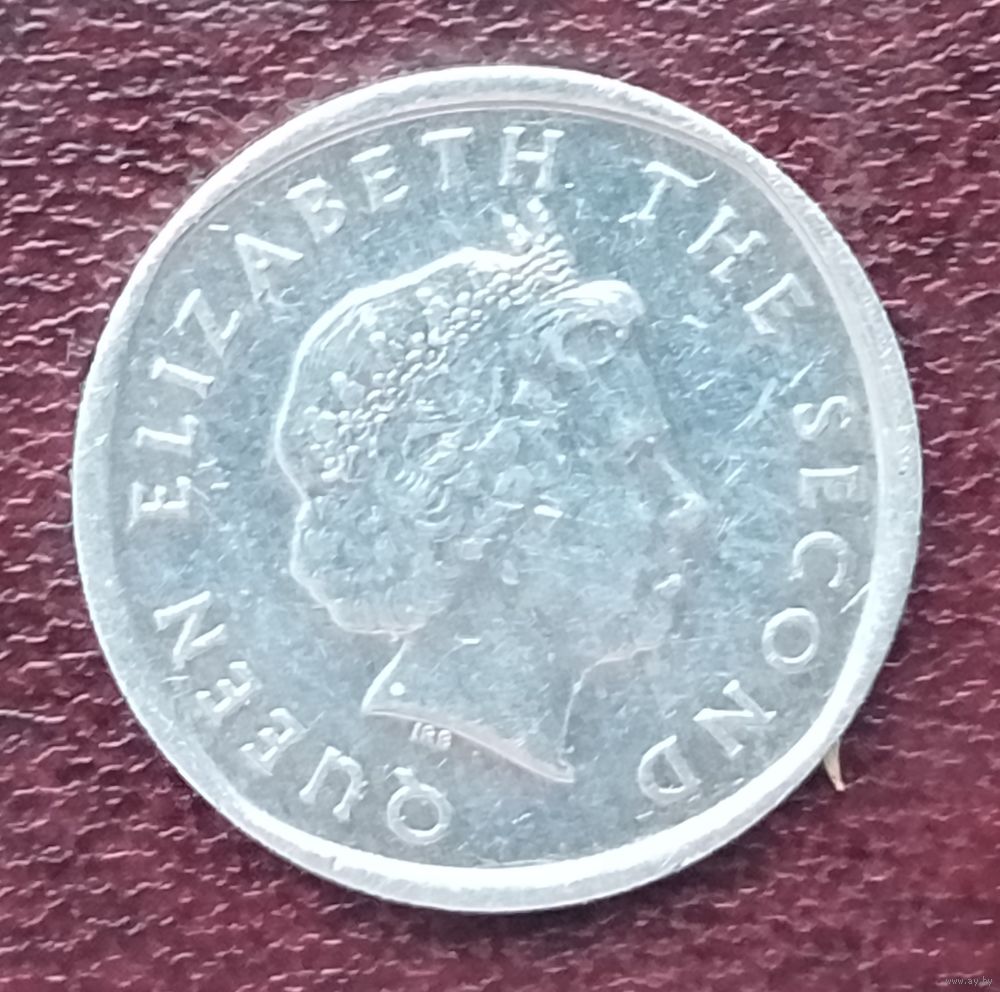 QUEEN ELIZABETH THE SECOND
IRB
www.ay.by